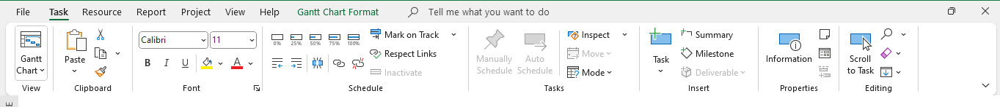 File Task Resource Report Project View Help Gantt Chart Format Tell me what you want to do
Gantt Chart
View
Paste
Clipboard
Calibri 11
B I U A
Font
0% 25% 50% 75% 100%
Mark on Track
Respect Links
Inactivate
Schedule
Manually Schedule
Auto Schedule
Inspect
Move
Mode
Tasks
Task
Summary
Milestone
Deliverable
Insert
Information
Properties
Scroll to Task
Editing
E